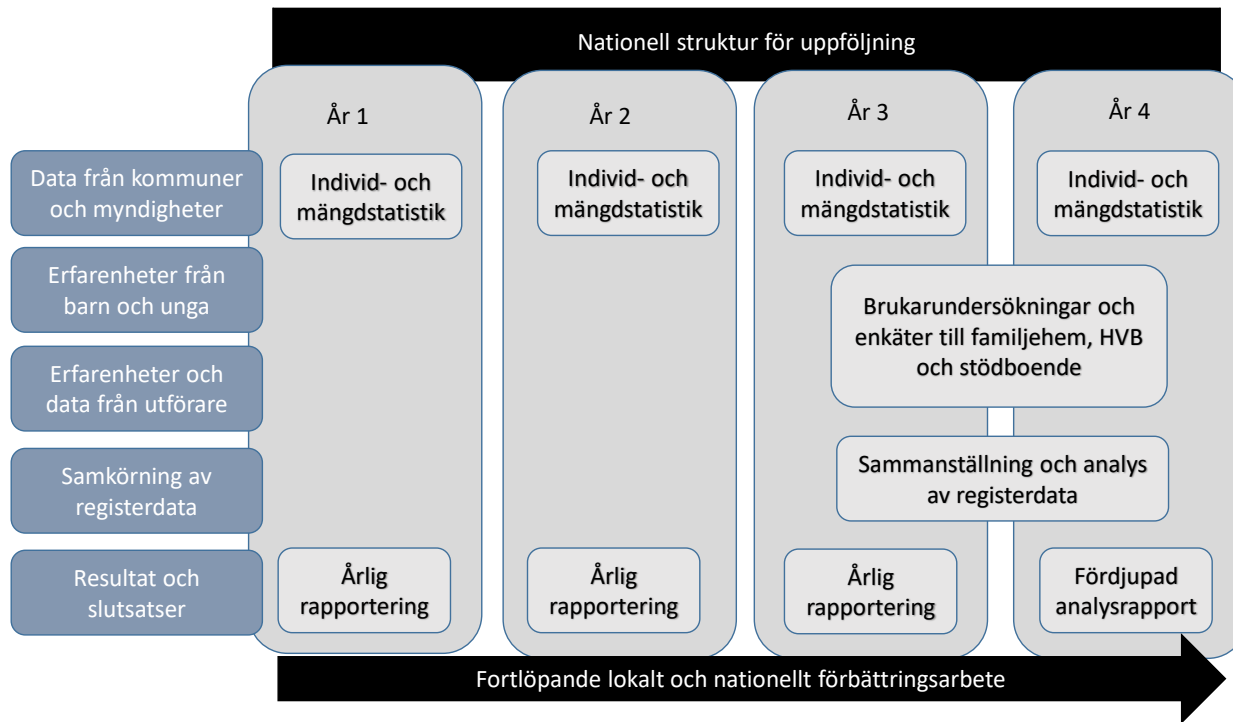 Nationell struktur för uppföljning
År 1
År 2
År 3
År 4
Data från kommuner
och myndigheter
Individ- och
mängdstatistik
Individ- och
mängdstatistik
Individ- och
mängdstatistik
Individ- och
mängdstatistik
Erfarenheter från
barn och unga
Brukarundersökningar och
enkäter till familjehem, HVB
och stödboende
Erfarenheter och
data från utförare
Samkörning av
registerdata
Sammanställning och analys
av registerdata
Resultat och
slutsatser
Årlig
rapportering
Årlig
rapportering
Årlig
rapportering
Fördjupad
analysrapport
Fortlöpande lokalt och nationellt förbättringsarbete